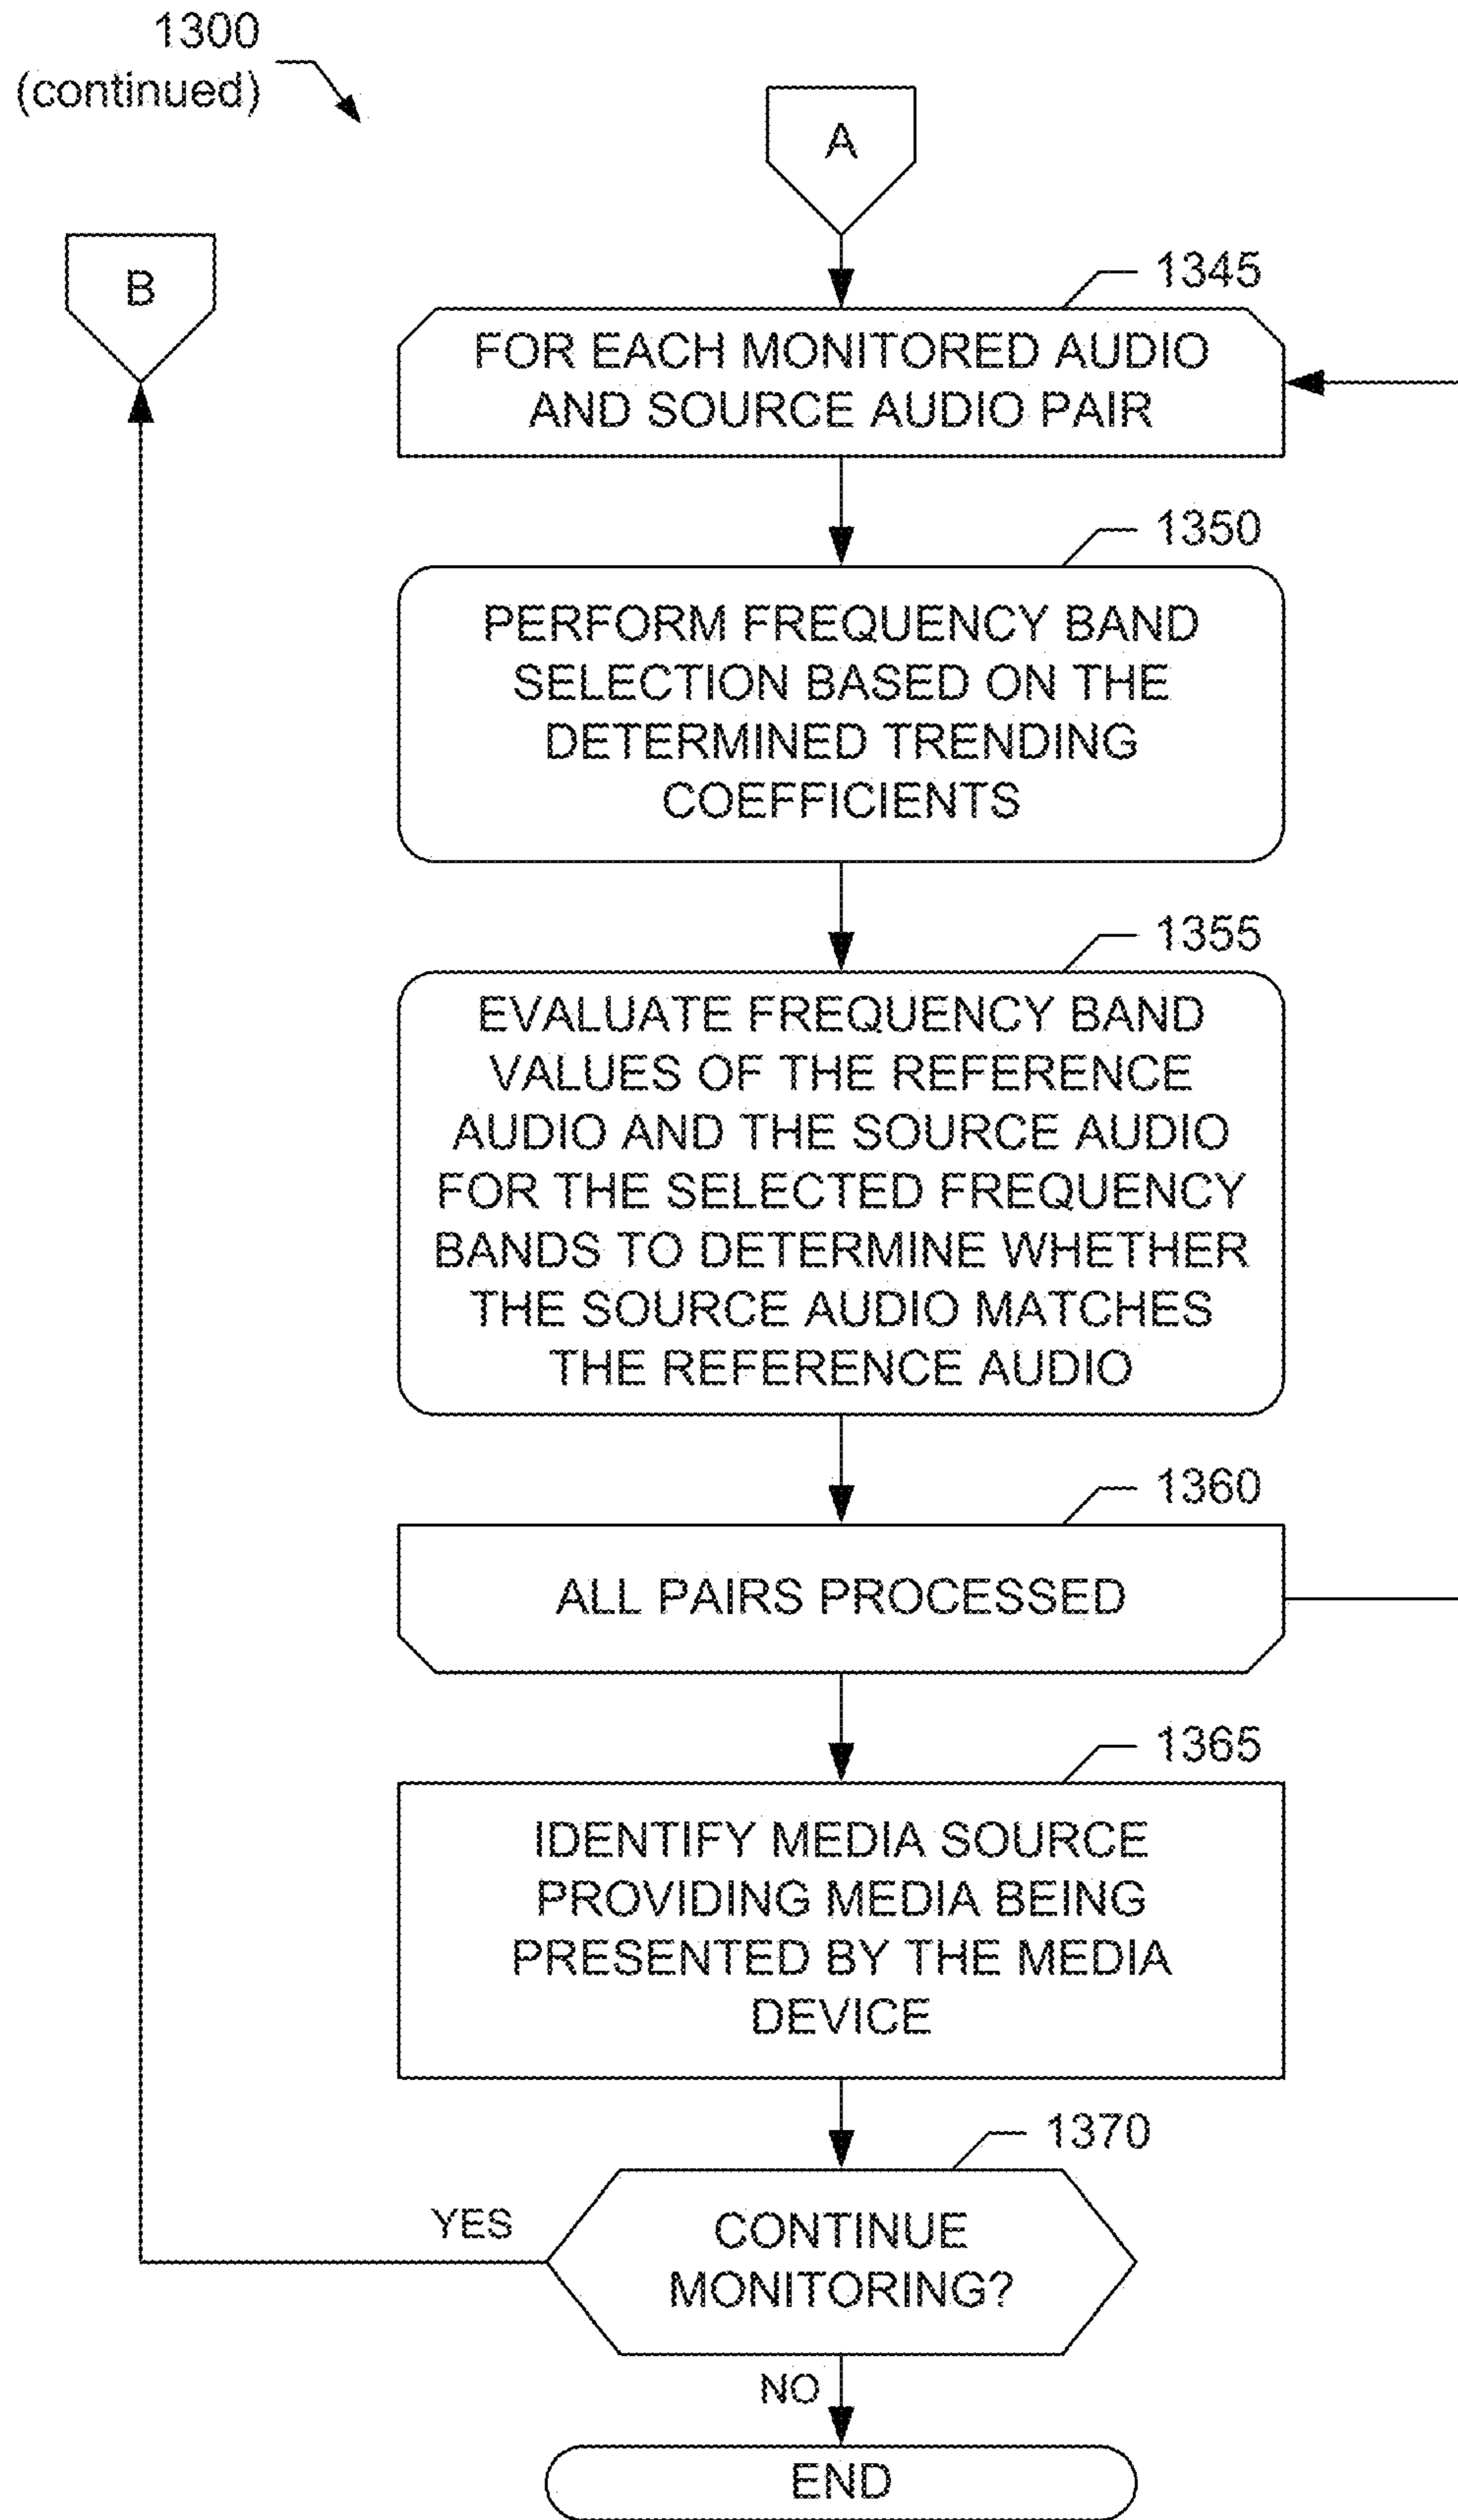 1300
(continued)
A
B
1345
FOR EACH MONITORED AUDIO
AND SOURCE AUDIO PAIR
1350
PERFORM FREQUENCY BAND
SELECTION BASED ON THE
DETERMINED TRENDING
COEFFICIENTS
1355
EVALUATE FREQUENCY BAND
VALUES OF THE REFERENCE
AUDIO AND THE SOURCE AUDIO
FOR THE SELECTED FREQUENCY
BANDS TO DETERMINE WHETHER
THE SOURCE AUDIO MATCHES
THE REFERENCE AUDIO
1360
ALL PAIRS PROCESSED
1365
IDENTIFY MEDIA SOURCE
PROVIDING MEDIA BEING
PRESENTED BY THE MEDIA
DEVICE
1370
YES
CONTINUE
MONITORING?
NO
END